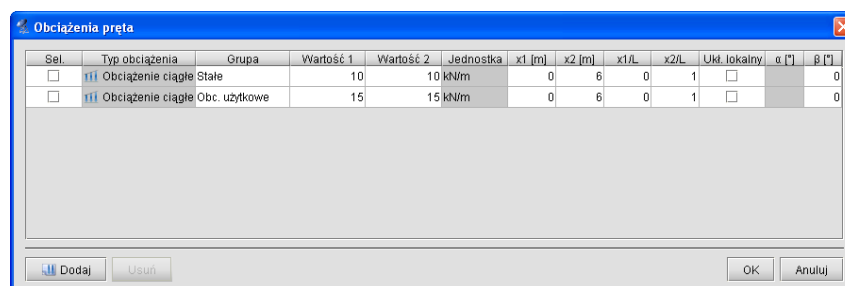 Obciążenia pręta
Sel. Typ obciążenia Grupa Wartość 1 Wartość 2 Jednostka x1 [m] x2 [m] x1/L x2/L Ukł. lokalny α [°] β [°]
Obciążenie ciągłe Stałe 10 10 kN/m 0 6 0 1 0
Obciążenie ciągłe Obc. użytkowe 15 15 kN/m 0 6 0 1 0
Dodaj Usuń OK Anuluj